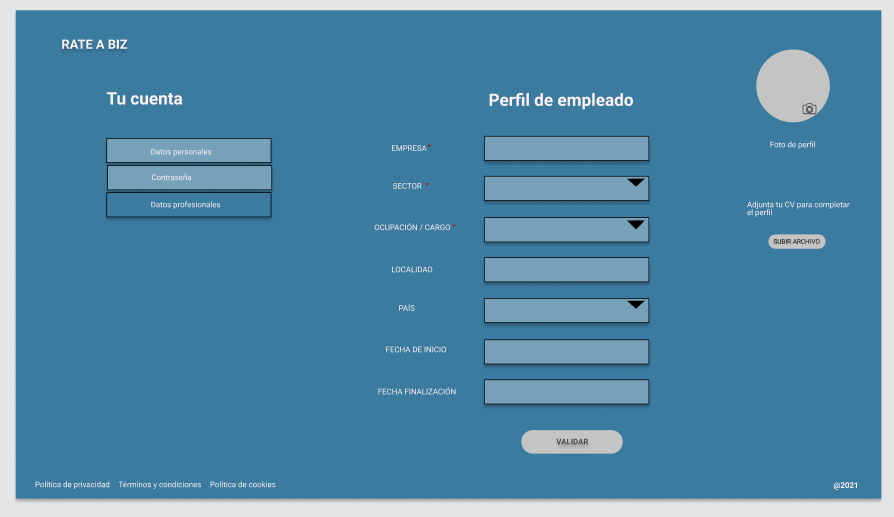 RATE A BIZ
Tu cuenta
Datos personales
Contraseña
Datos profesionales
Perfil de empleado
EMPRESA *
SECTOR *
OCUPACIÓN / CARGO *
LOCALIDAD
PAÍS
FECHA DE INICIO
FECHA FINALIZACIÓN
VALIDAR
Foto de perfil
Adjunta tu CV para completar
el perfil
SUBIR ARCHIVO
Política de privacidad Términos y condiciones Política de cookies
@2021